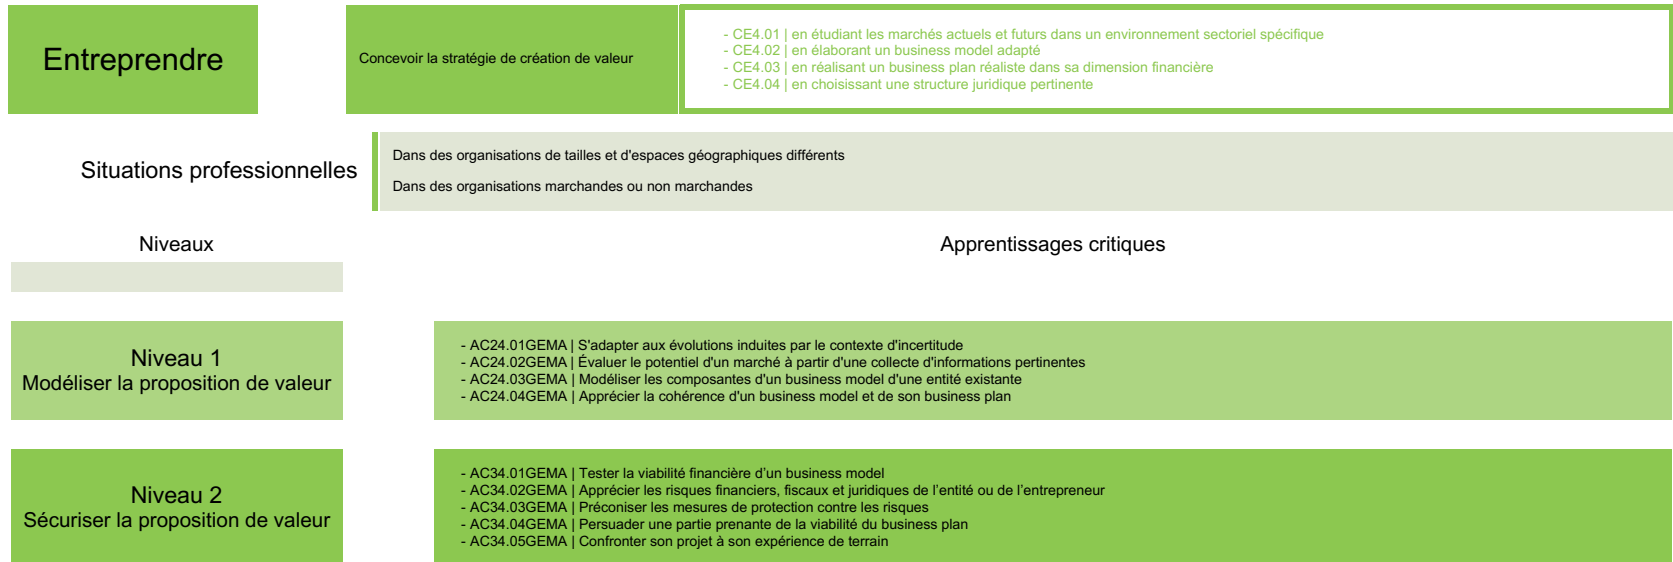 Entreprendre
Concevoir la stratégie de création de valeur
- CE4.01 | en étudiant les marchés actuels et futurs dans un environnement sectoriel spécifique
- CE4.02 | en élaborant un business model adapté
- CE4.03 | en réalisant un business plan réaliste dans sa dimension financière
- CE4.04 | en choisissant une structure juridique pertinente
Situations professionnelles
Dans des organisations de tailles et d'espaces géographiques différents
Dans des organisations marchandes ou non marchandes
Niveaux
Apprentissages critiques
Niveau 1
Modéliser la proposition de valeur
- AC24.01GEMA | S'adapter aux évolutions induites par le contexte d'incertitude
- AC24.02GEMA | Évaluer le potentiel d'un marché à partir d'une collecte d'informations pertinentes
- AC24.03GEMA | Modéliser les composantes d'un business model d'une entité existante
- AC24.04GEMA | Apprécier la cohérence d'un business model et de son business plan
Niveau 2
Sécuriser la proposition de valeur
- AC34.01GEMA | Tester la viabilité financière d’un business model
- AC34.02GEMA | Apprécier les risques financiers, fiscaux et juridiques de l’entité ou de l’entrepreneur
- AC34.03GEMA | Préconiser les mesures de protection contre les risques
- AC34.04GEMA | Persuader une partie prenante de la viabilité du business plan
- AC34.05GEMA | Confronter son projet à son expérience de terrain